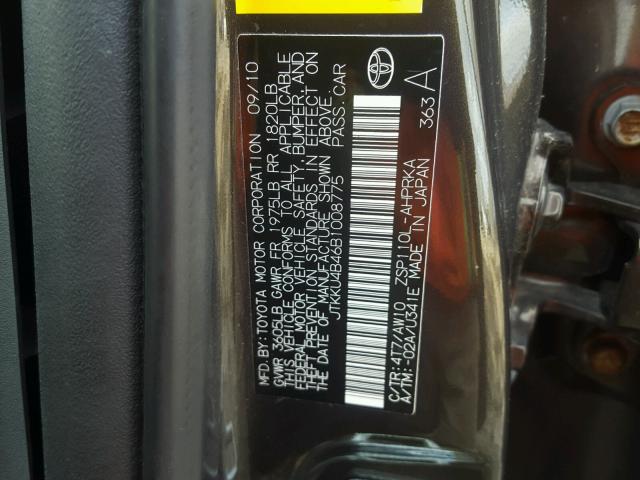 MFD.BY:TOYOTA MOTOR CORPORATION 09/10
GVWR 3605LB GAWR FR 1975LB RR 1820LB
THIS VEHICLE CONFORMS TO ALL APPLICABLE
FEDERAL MOTOR VEHICLE SAFETY, BUMPER, AND
THEFT PREVENTION STANDARDS IN EFFECT ON
THE DATE OF MANUFACTURE SHOWN ABOVE.
JTKKU4B46B1008775 PASS.CAR
363 A
C/TR:4T7/AW10 ZSP110L-AHPRKA
A/TM:-02A/U341E MADE IN JAPAN